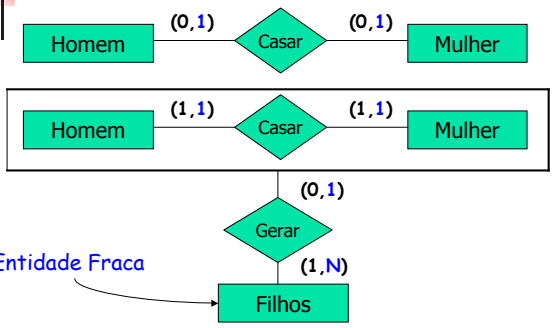 (0,1) (0,1)
Homem Casar Mulher
(1,1) (1,1)
Homem Casar Mulher
(0,1)
Gerar
Entidade Fraca
(1,N)
Filhos